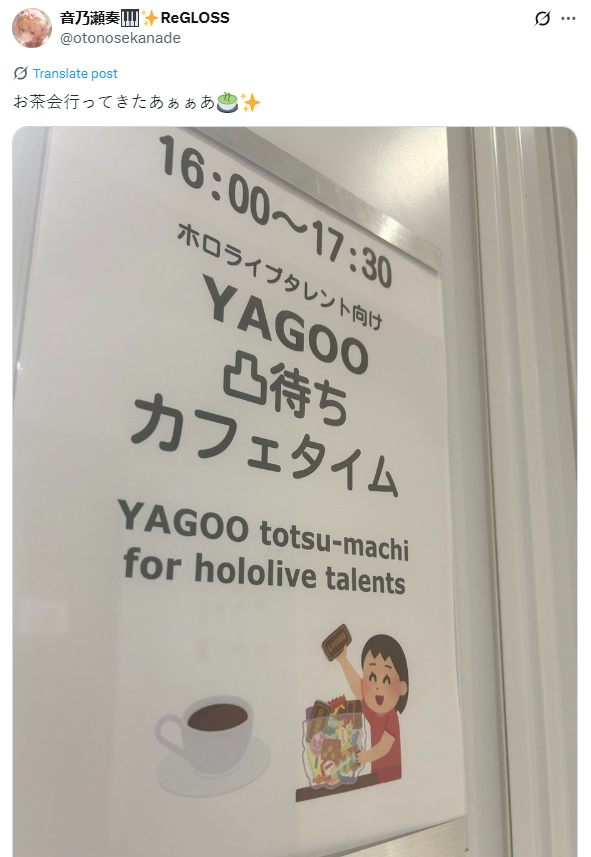 音乃瀬奏🎹✨ReGLOSS
@otonosekanade
Translate post
お茶会行ってきたあぁぁあ🍵✨
16:00～17:30
ホロライブタレント向け
YAGOO
凸待ち
カフェタイム
YAGOO totsu-machi
for hololive talents